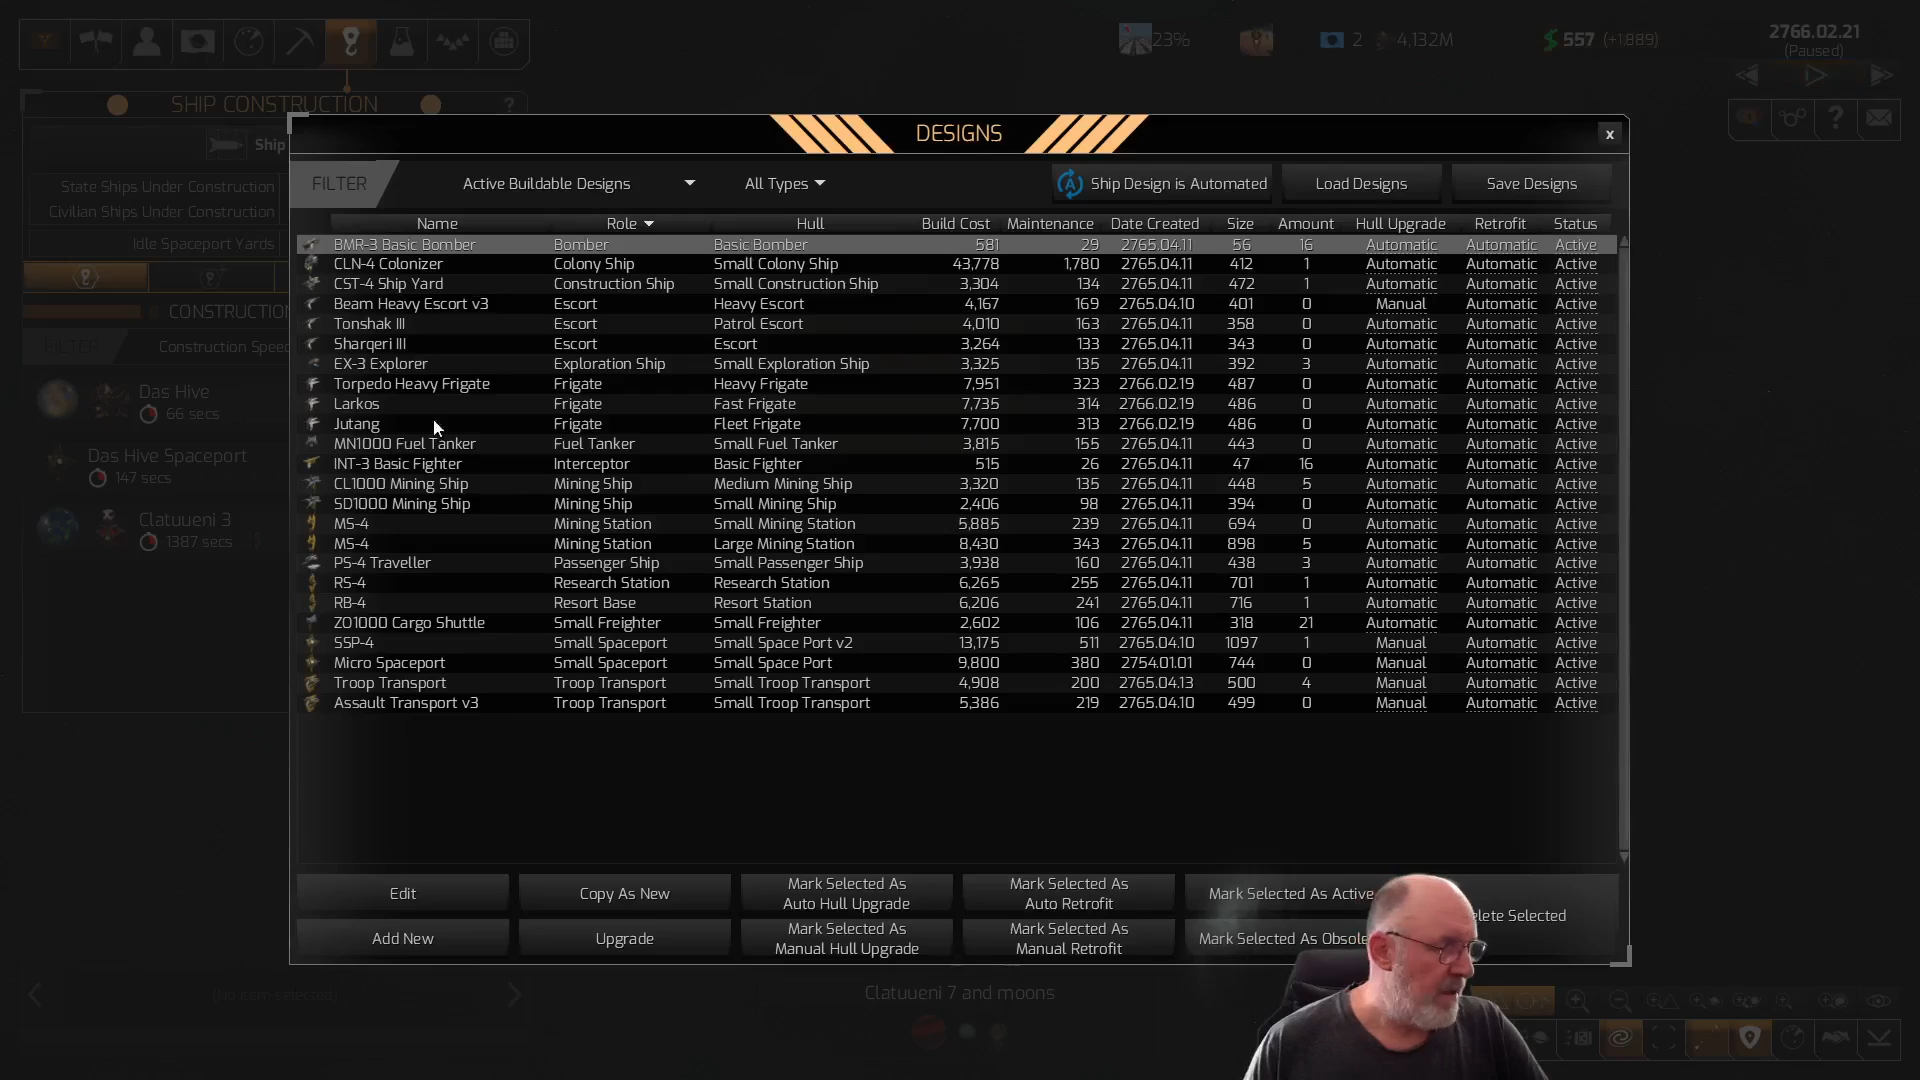 23%
2
4,132M
557 (+1,889)
2766.02.21
(Paused)
SHIP CONSTRUCTION
?
?
Ship
State Ships Under Construction
Civilian Ships Under Construction
Idle Spaceport Yards
CONSTRUCTION
FILTER Construction Speed
Das Hive
66 secs
Das Hive Spaceport
147 secs
Clatuueni 3
1387 secs
DESIGNS
x
FILTER Active Buildable Designs All Types Ship Design is Automated Load Designs Save Designs
Name Role Hull Build Cost Maintenance Date Created Size Amount Hull Upgrade Retrofit Status
BMR-3 Basic Bomber Bomber Basic Bomber 581 29 2765.04.11 56 16 Automatic Automatic Active
CLN-4 Colonizer Colony Ship Small Colony Ship 43,778 1,780 2765.04.11 412 1 Automatic Automatic Active
CST-4 Ship Yard Construction Ship Small Construction Ship 3,304 134 2765.04.11 472 1 Automatic Automatic Active
Beam Heavy Escort v3 Escort Heavy Escort 4,167 169 2765.04.10 401 0 Manual Automatic Active
Tonshak III Escort Patrol Escort 4,010 163 2765.04.11 358 0 Automatic Automatic Active
Sharqeri III Escort Escort 3,264 133 2765.04.11 343 0 Automatic Automatic Active
EX-3 Explorer Exploration Ship Small Exploration Ship 3,325 135 2765.04.11 392 3 Automatic Automatic Active
Torpedo Heavy Frigate Frigate Heavy Frigate 7,951 323 2766.02.19 487 0 Automatic Automatic Active
Larkos Frigate Fast Frigate 7,735 314 2766.02.19 486 0 Automatic Automatic Active
Jutang Frigate Fleet Frigate 7,700 313 2766.02.19 486 0 Automatic Automatic Active
MN1000 Fuel Tanker Fuel Tanker Small Fuel Tanker 3,815 155 2765.04.11 443 0 Automatic Automatic Active
INT-3 Basic Fighter Interceptor Basic Fighter 515 26 2765.04.11 47 16 Automatic Automatic Active
CL1000 Mining Ship Mining Ship Medium Mining Ship 3,320 135 2765.04.11 448 5 Automatic Automatic Active
SD1000 Mining Ship Mining Ship Small Mining Ship 2,406 98 2765.04.11 394 0 Automatic Automatic Active
MS-4 Mining Station Small Mining Station 5,885 239 2765.04.11 694 0 Automatic Automatic Active
MS-4 Mining Station Large Mining Station 8,430 343 2765.04.11 898 5 Automatic Automatic Active
PS-4 Traveller Passenger Ship Small Passenger Ship 3,938 160 2765.04.11 438 3 Automatic Automatic Active
RS-4 Research Station Research Station 6,265 255 2765.04.11 701 1 Automatic Automatic Active
RB-4 Resort Base Resort Station 6,206 241 2765.04.11 716 1 Automatic Automatic Active
ZO1000 Cargo Shuttle Small Freighter Small Freighter 2,602 106 2765.04.11 318 21 Automatic Automatic Active
SSP-4 Small Spaceport Small Space Port v2 13,175 511 2765.04.10 1097 1 Manual Automatic Active
Micro Spaceport Small Spaceport Small Space Port 9,800 380 2754.01.01 744 0 Manual Automatic Active
Troop Transport Troop Transport Small Troop Transport 4,908 200 2765.04.13 500 4 Manual Automatic Active
Assault Transport v3 Troop Transport Small Troop Transport 5,386 219 2765.04.10 499 0 Manual Automatic Active
Edit
Copy As New
Mark Selected As
Auto Hull Upgrade
Mark Selected As
Auto Retrofit
Mark Selected As Active
elete Selected
Add New
Upgrade
Mark Selected As
Manual Hull Upgrade
Mark Selected As
Manual Retrofit
Mark Selected As Obsole
(No item selected)
Clatuueni 7 and moons